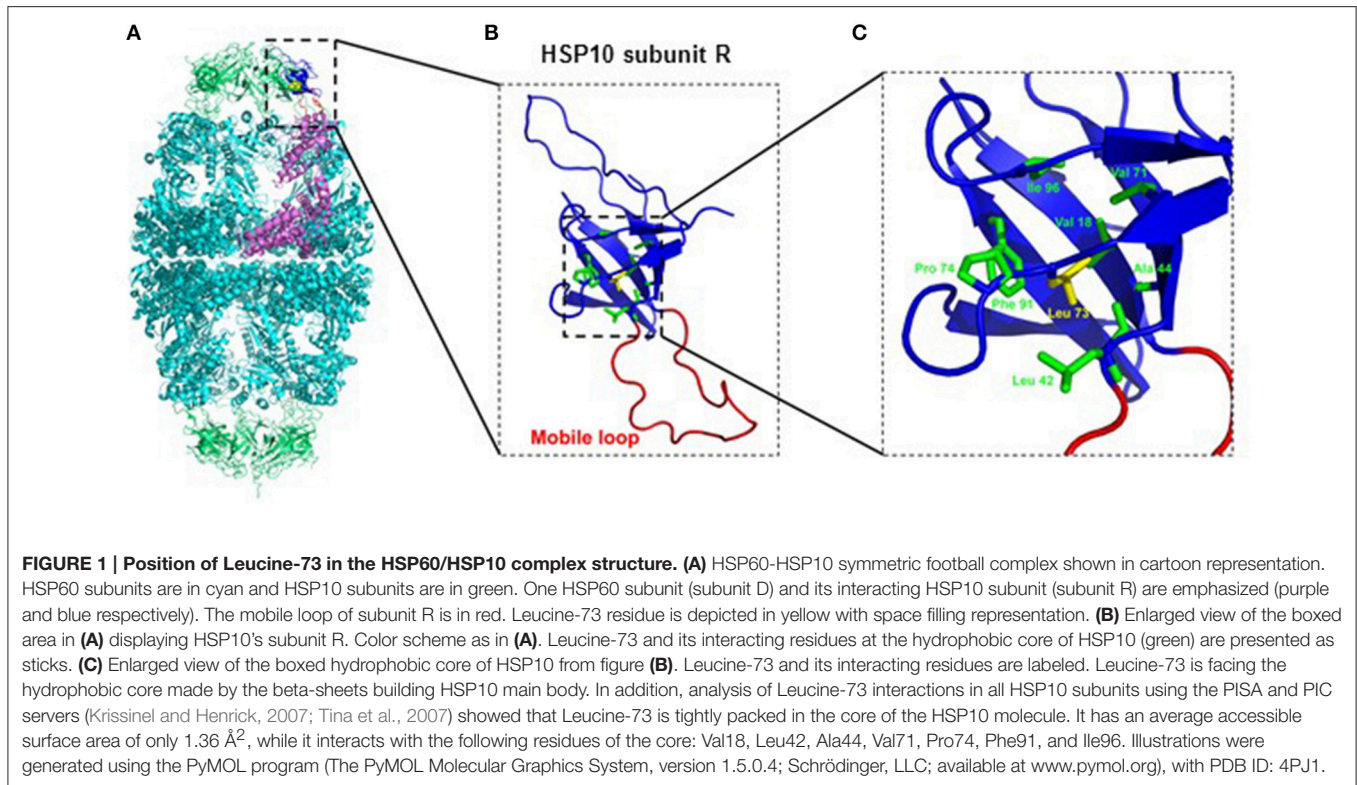 A
B
C
HSP10 subunit R
Mobile loop
Ile 96
Val 71
Val 18
Pro 74
Ala 44
Phe 91
Leu 73
Leu 42
FIGURE 1 | Position of Leucine-73 in the HSP60/HSP10 complex structure. (A) HSP60-HSP10 symmetric football complex shown in cartoon representation.
HSP60 subunits are in cyan and HSP10 subunits are in green. One HSP60 subunit (subunit D) and its interacting HSP10 subunit (subunit R) are emphasized (purple
and blue respectively). The mobile loop of subunit R is in red. Leucine-73 residue is depicted in yellow with space filling representation. (B) Enlarged view of the boxed
area in (A) displaying HSP10's subunit R. Color scheme as in (A). Leucine-73 and its interacting residues at the hydrophobic core of HSP10 (green) are presented as
sticks. (C) Enlarged view of the boxed hydrophobic core of HSP10 from figure (B). Leucine-73 and its interacting residues are labeled. Leucine-73 is facing the
hydrophobic core made by the beta-sheets building HSP10 main body. In addition, analysis of Leucine-73 interactions in all HSP10 subunits using the PISA and PIC
servers (Krissinel and Henrick, 2007; Tina et al., 2007) showed that Leucine-73 is tightly packed in the core of the HSP10 molecule. It has an average accessible
surface area of only 1.36 Å², while it interacts with the following residues of the core: Val18, Leu42, Ala44, Val71, Pro74, Phe91, and Ile96. Illustrations were
generated using the PyMOL program (The PyMOL Molecular Graphics System, version 1.5.0.4; Schrödinger, LLC; available at www.pymol.org), with PDB ID: 4PJ1.